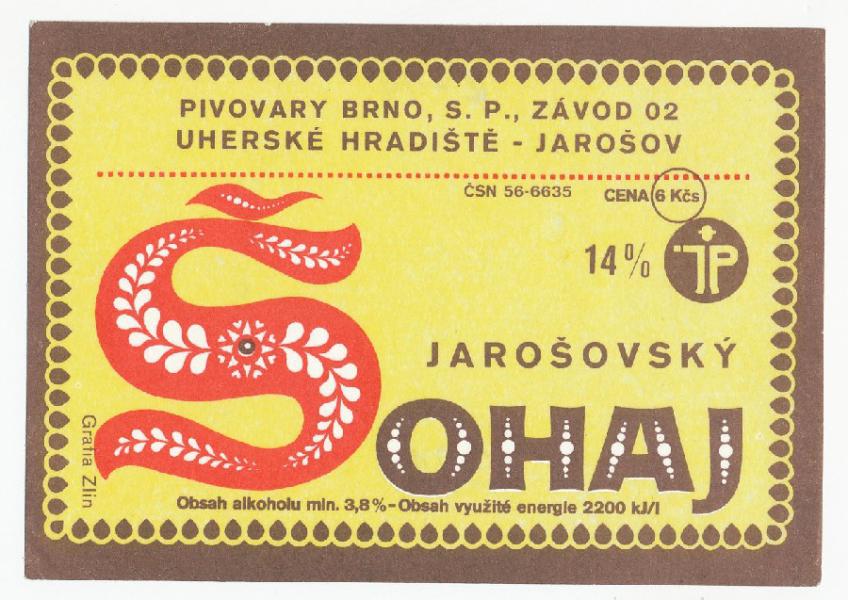 PIVOVARY BRNO, S. P., ZÁVOD 02
UHERSKÉ HRADIŠTĚ - JAROŠOV
ČSN 56-6635 CENA 6 Kčs
14% JP
JAROŠOVSKÝ
ŠOHAJ
Grafia Zlín
Obsah alkoholu min. 3,8% - Obsah využité energie 2200 kJ/l